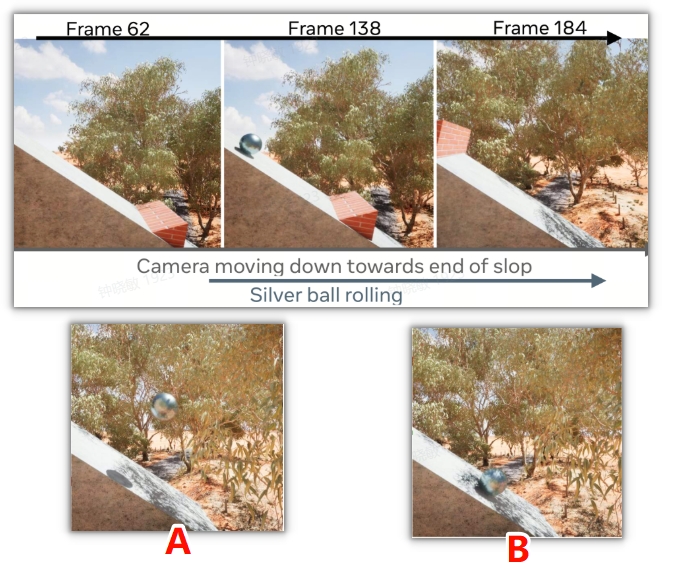 Frame 62
Frame 138
Frame 184
Camera moving down towards end of slop
Silver ball rolling
A
B